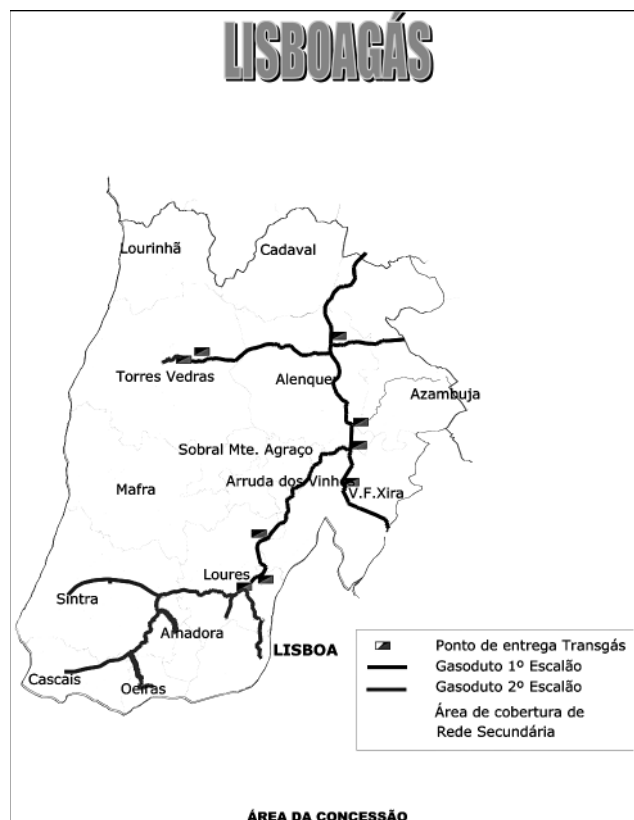 LISBOAGÁS
Lourinhã
Cadaval
Torres Vedras
Alenquer
Azambuja
Sobral Mte. Agraço
Arruda dos Vinhos
Mafra
V.F.Xira
Loures
Sintra
Amadora
LISBOA
Cascais
Oeiras
Ponto de entrega Transgás
Gasoduto 1º Escalão
Gasoduto 2º Escalão
Área de cobertura de
Rede Secundária
ÁREA DA CONCESSÃO